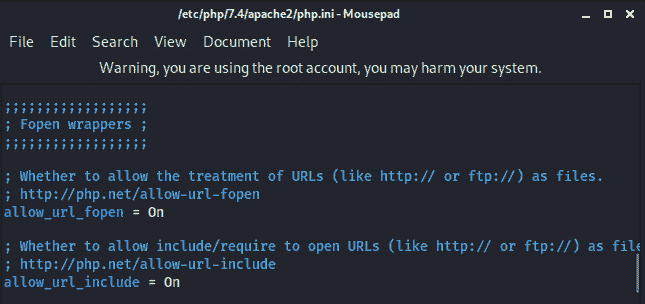 /etc/php/7.4/apache2/php.ini - Mousepad
File Edit Search View Document Help
Warning, you are using the root account, you may harm your system.
;;;;;;;;;;;;;;;;;;
; Fopen wrappers ;
;;;;;;;;;;;;;;;;;;
; Whether to allow the treatment of URLs (like http:// or ftp://) as files.
; http://php.net/allow-url-fopen
allow_url_fopen = On
; Whether to allow include/require to open URLs (like http:// or ftp://) as file
; http://php.net/allow-url-include
allow_url_include = On